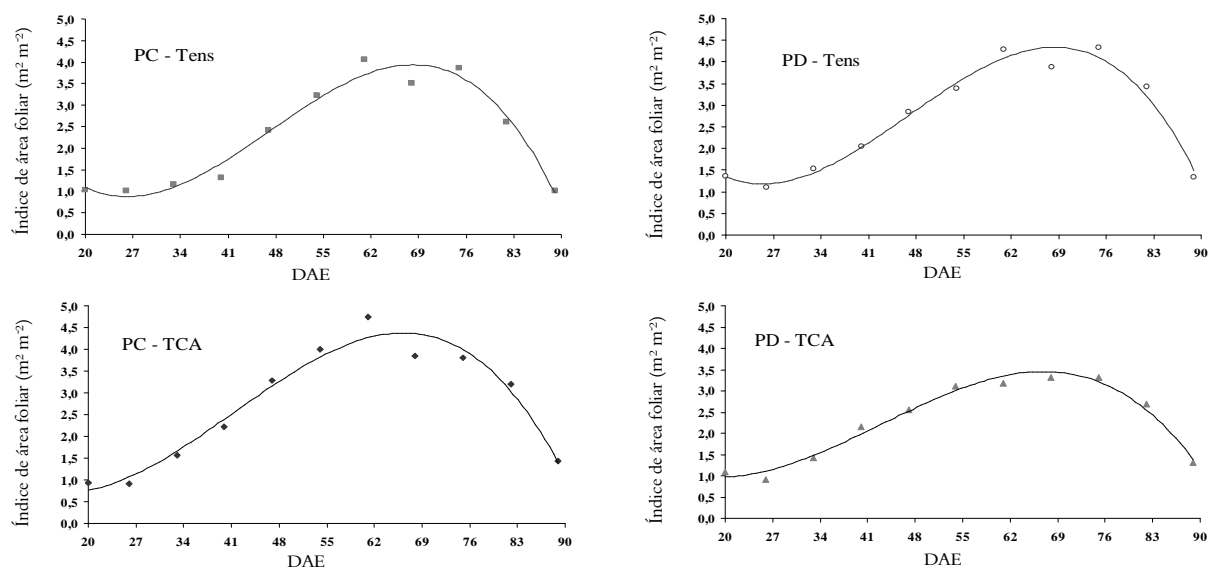 PC - Tens
Índice de área foliar (m² m⁻²)
5,0
4,5
4,0
3,5
3,0
2,5
2,0
1,5
1,0
0,5
0,0
20 27 34 41 48 55 62 69 76 83 90
DAE
PD - Tens
Índice de área foliar (m² m⁻²)
5,0
4,5
4,0
3,5
3,0
2,5
2,0
1,5
1,0
0,5
0,0
20 27 34 41 48 55 62 69 76 83 90
DAE
PC - TCA
Índice de área foliar (m² m⁻²)
5,0
4,5
4,0
3,5
3,0
2,5
2,0
1,5
1,0
0,5
0,0
20 27 34 41 48 55 62 69 76 83 90
DAE
PD - TCA
Índice de área foliar (m² m⁻²)
5,0
4,5
4,0
3,5
3,0
2,5
2,0
1,5
1,0
0,5
0,0
20 27 34 41 48 55 62 69 76 83 90
DAE